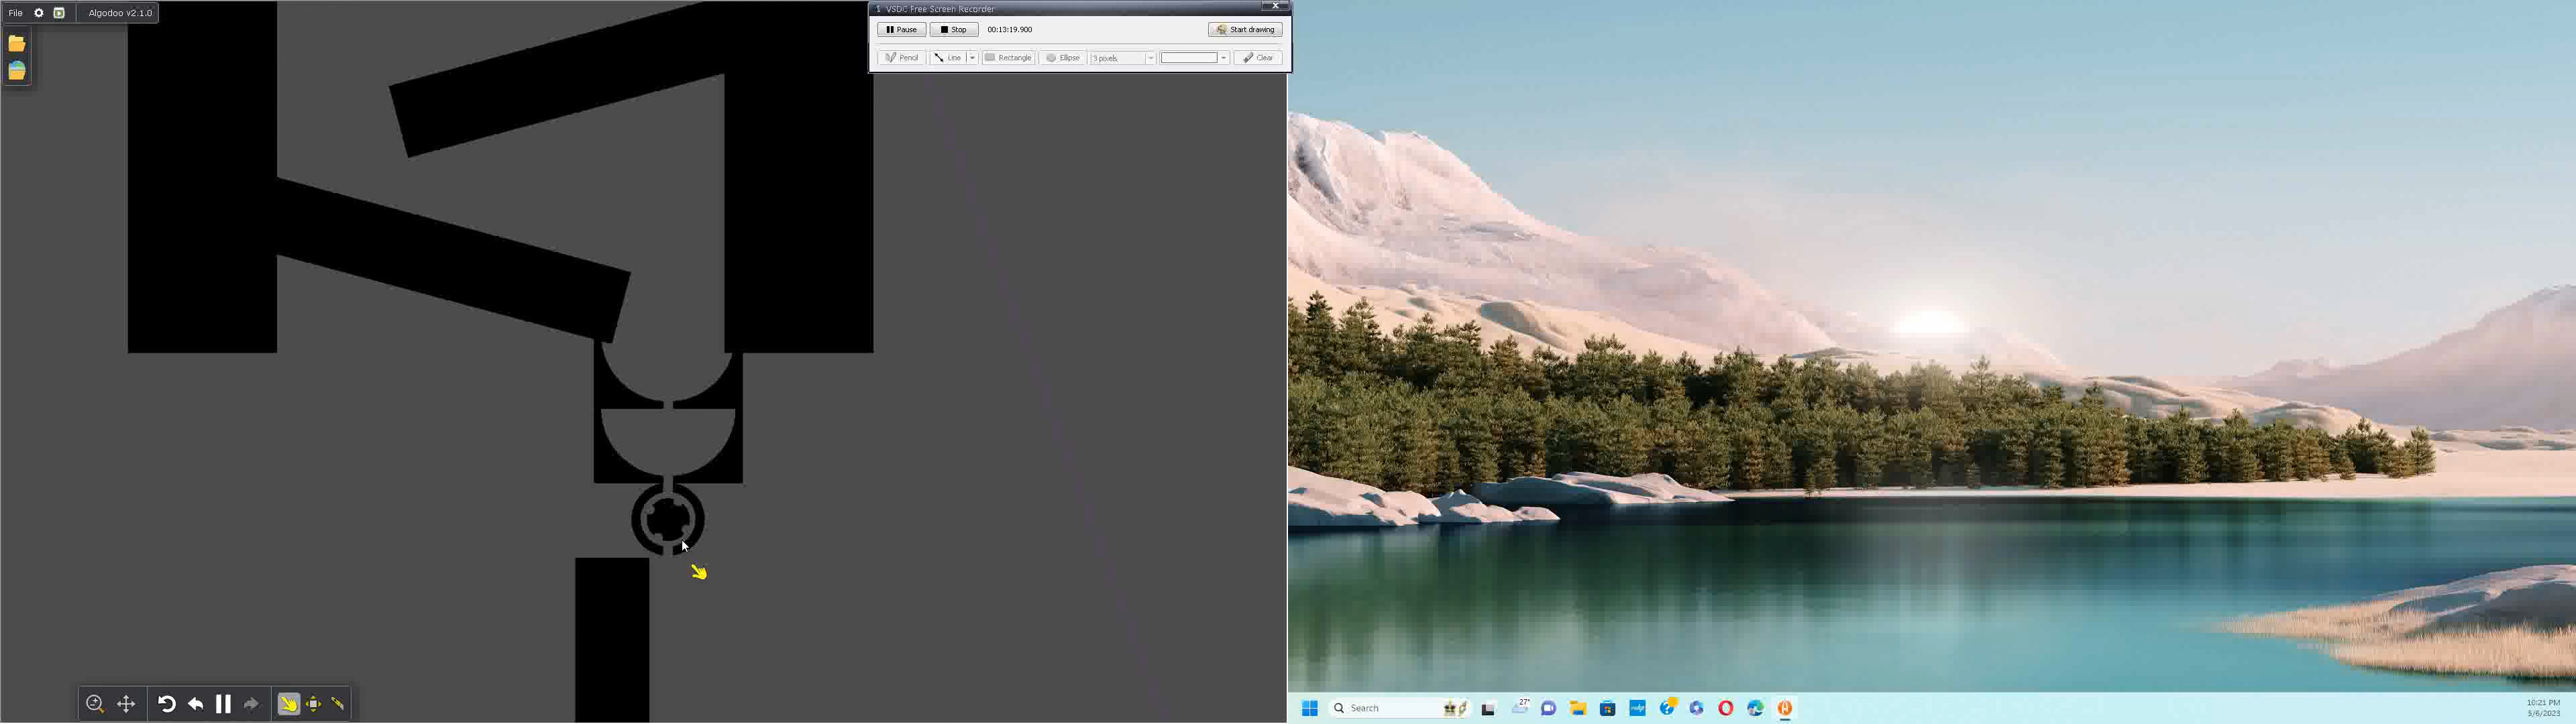 File
Algodoo v2.1.0
VSDC Free Screen Recorder
Pause
Stop
00:13:19.900
Start drawing
Pencil
Line
Rectangle
Ellipse
3 pixels
Clear
Search
27°
10:21 PM
5/6/2023